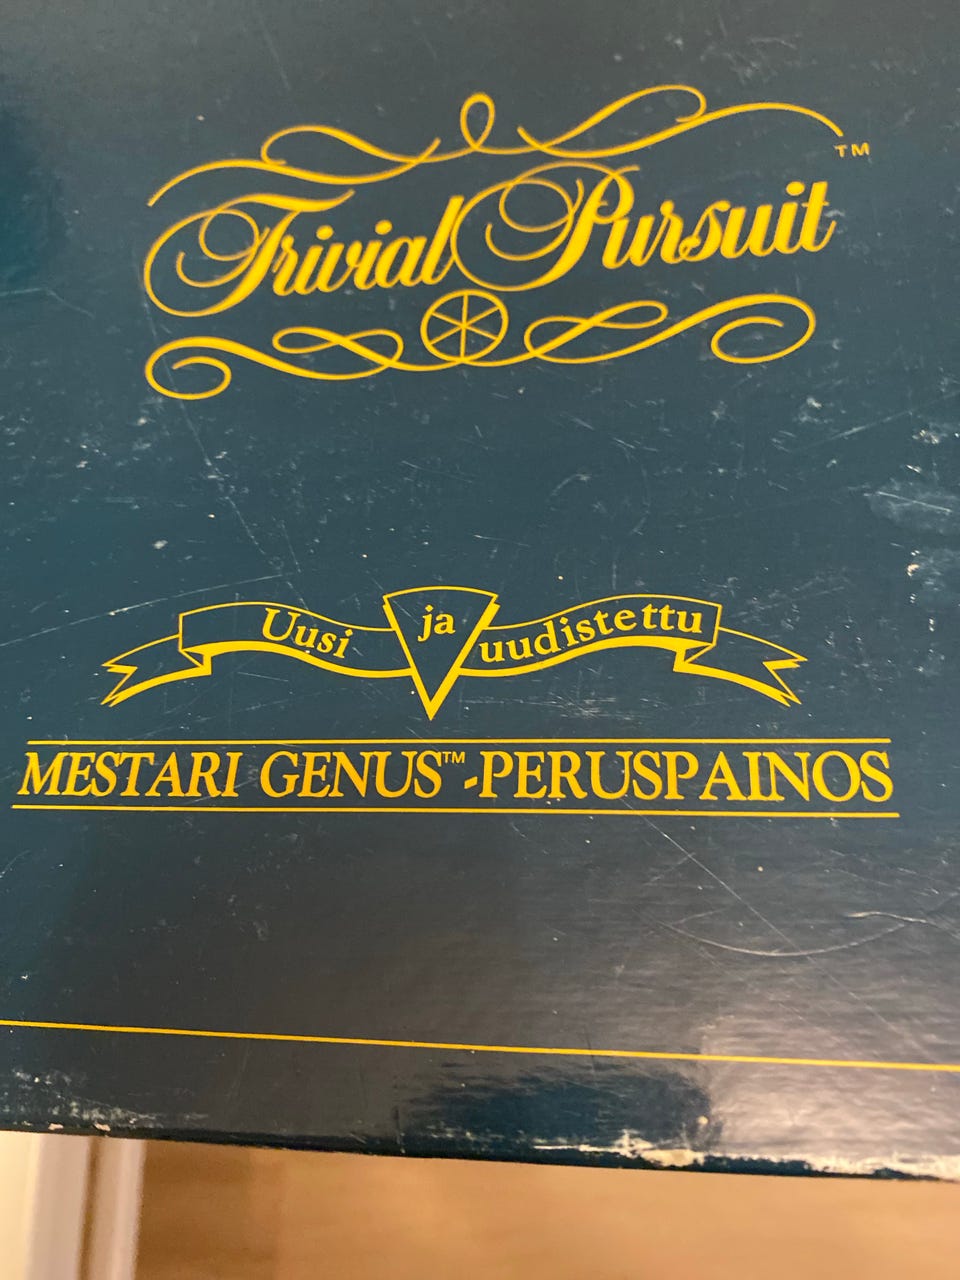 Trivial Pursuit™
Uusi ja uudistettu
MESTARI GENUS™-PERUSPAINOS